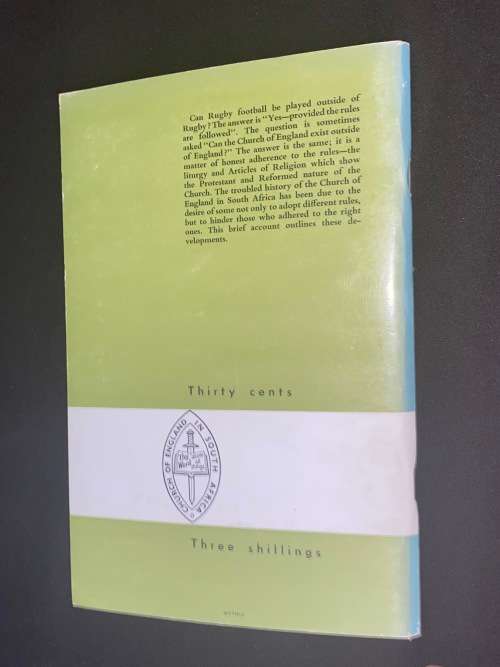 Can Rugby football be played outside of
Rugby? The answer is "Yes—provided the rules
are followed". The question is sometimes
asked "Can the Church of England exist outside
of England?" The answer is the same; it is a
matter of honest adherence to the rules—the
liturgy and Articles of Religion which show
the Protestant and Reformed nature of the
Church. The troubled history of the Church of
England in South Africa has been due to the
desire of some not only to adopt different rules,
but to hinder those who adhered to the right
ones. This brief account outlines these de-
velopments.
Thirty cents
CHURCH OF ENGLAND IN SOUTH AFRICA
The
Word
Three shillings